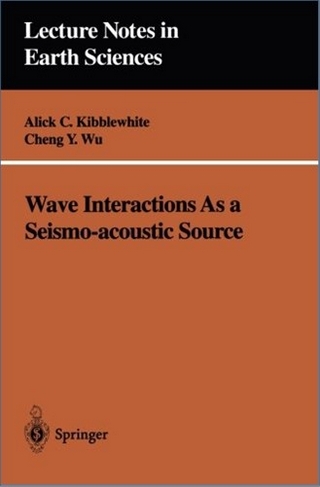 Lecture Notes in
Earth Sciences
Alick C. Kibblewhite
Cheng Y. Wu
Wave Interactions As a
Seismo-acoustic Source
Springer